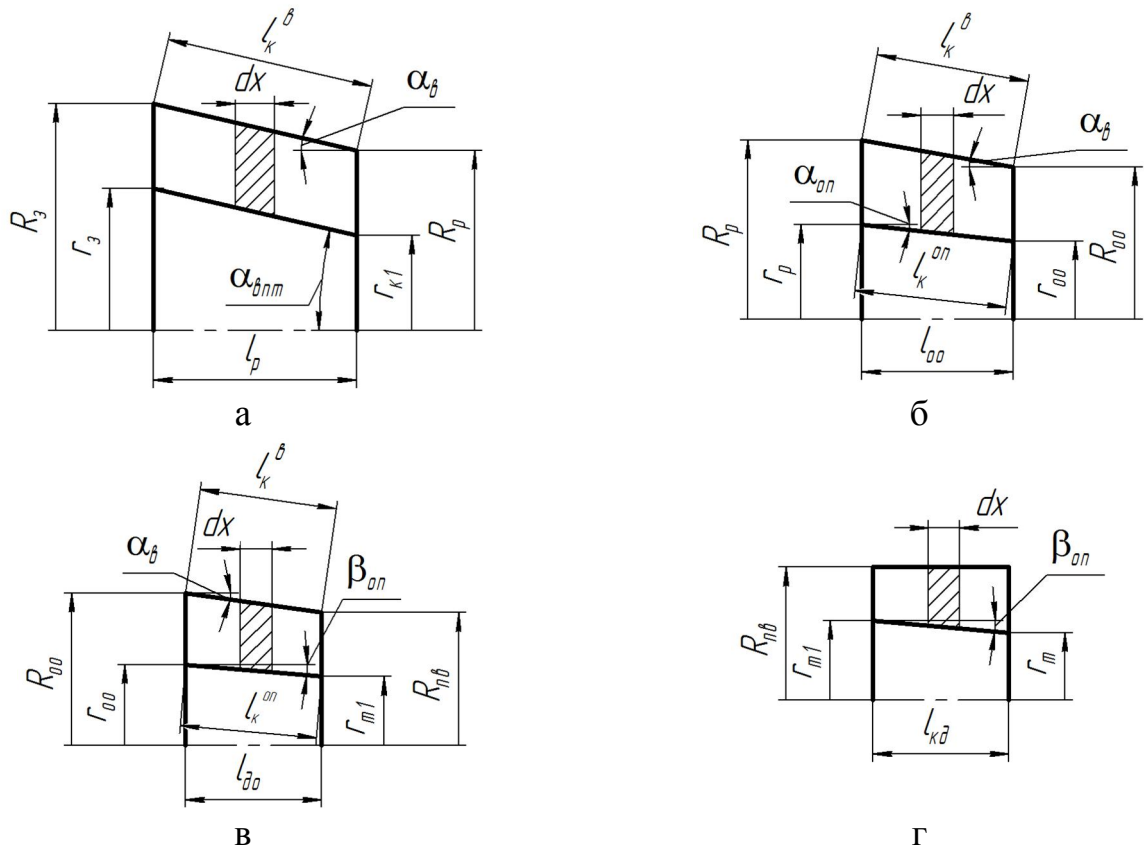 l_к^в
dx
α_в
R_з
r_з
α_впт
r_к1
R_р
l_р
а
l_к^в
dx
α_в
α_оп
R_р
r_р
l_к^оп
r_оо
R_оо
l_оо
б
l_к^в
dx
α_в
β_оп
R_оо
r_оо
l_к^оп
r_т1
R_пв
l_до
в
dx
β_оп
R_пв
r_т1
r_т
l_кд
г